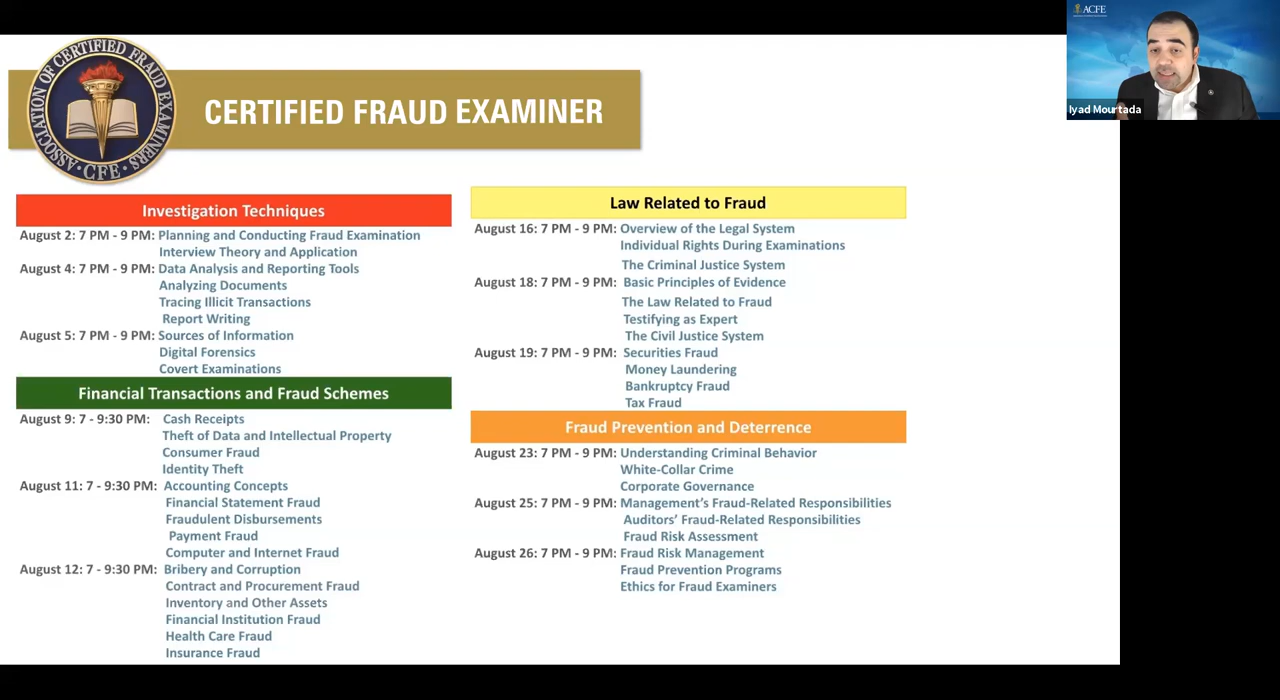 ASSOCIATION OF CERTIFIED FRAUD EXAMINERS
CFE
CERTIFIED FRAUD EXAMINER
ACFE
Iyad Mourtada
Investigation Techniques
August 2: 7 PM - 9 PM: Planning and Conducting Fraud Examination
Interview Theory and Application
August 4: 7 PM - 9 PM: Data Analysis and Reporting Tools
Analyzing Documents
Tracing Illicit Transactions
Report Writing
August 5: 7 PM - 9 PM: Sources of Information
Digital Forensics
Covert Examinations
Financial Transactions and Fraud Schemes
August 9: 7 - 9:30 PM: Cash Receipts
Theft of Data and Intellectual Property
Consumer Fraud
Identity Theft
August 11: 7 - 9:30 PM: Accounting Concepts
Financial Statement Fraud
Fraudulent Disbursements
Payment Fraud
Computer and Internet Fraud
August 12: 7 - 9:30 PM: Bribery and Corruption
Contract and Procurement Fraud
Inventory and Other Assets
Financial Institution Fraud
Health Care Fraud
Insurance Fraud
Law Related to Fraud
August 16: 7 PM - 9 PM: Overview of the Legal System
Individual Rights During Examinations
The Criminal Justice System
August 18: 7 PM - 9 PM: Basic Principles of Evidence
The Law Related to Fraud
Testifying as Expert
The Civil Justice System
August 19: 7 PM - 9 PM: Securities Fraud
Money Laundering
Bankruptcy Fraud
Tax Fraud
Fraud Prevention and Deterrence
August 23: 7 PM - 9 PM: Understanding Criminal Behavior
White-Collar Crime
Corporate Governance
August 25: 7 PM - 9 PM: Management’s Fraud-Related Responsibilities
Auditors’ Fraud-Related Responsibilities
Fraud Risk Assessment
August 26: 7 PM - 9 PM: Fraud Risk Management
Fraud Prevention Programs
Ethics for Fraud Examiners